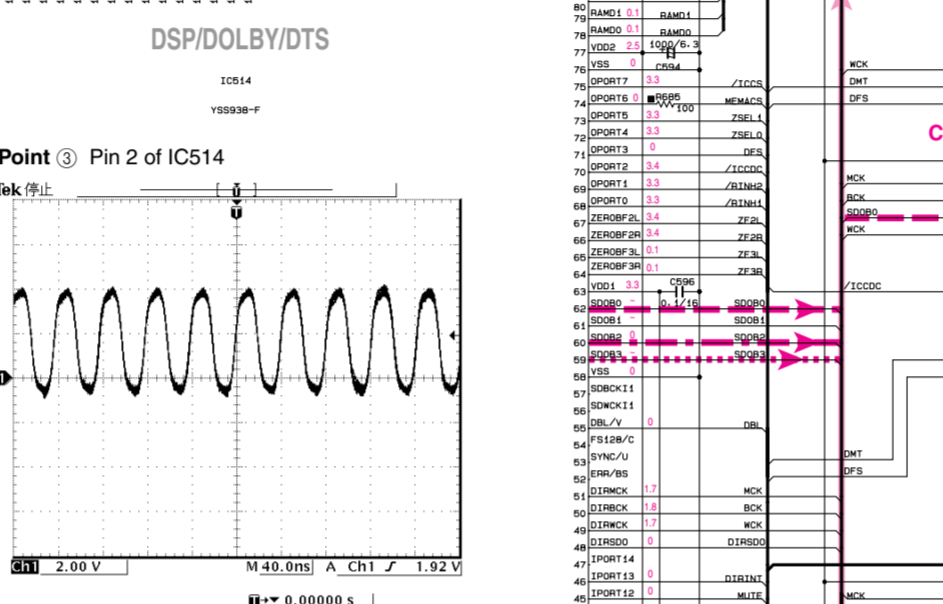 DSP/DOLBY/DTS
IC514
YSS938-F
Point ③ Pin 2 of IC514
Tek 停止
Ch1 2.00 V M 40.0ns A Ch1 1.92 V
0.00000 s
80
79 RAMD1 0.1 RAMD1
78 RAMD0 0.1 RAMD0
77 VDD2 2.5 1000/6.3
76 VSS 0 C594
75 OPORT7 3.3 /ICCS
74 OPORT6 0 R685 100 MEMACS
73 OPORT5 3.3 ZSEL1
72 OPORT4 3.3 ZSEL0
71 OPORT3 0 DFS
70 OPORT2 3.4 /ICCDC
69 OPORT1 3.3 /RINH2
68 OPORT0 3.3 /RINH1
67 ZEROBF2L 3.4 ZF2L
66 ZEROBF2R 3.4 ZF2R
65 ZEROBF3L 0.1 ZF3L
64 ZEROBF3R 0.1 ZF3R
63 VDD1 3.3 C596
62 SDOB0 ~ 0.1/16 SDOB0
61 SDOB1 ~ SDOB1
60 SDOB2 0 SDOB2
59 SDOB3 ~ SDOB3
58 VSS 0
57 SDBCKI1
56 SDWCKI1
55 DBL/V 0 DBL
54 FS128/C
53 SYNC/U
52 ERR/BS
51 DIRMCK 1.7 MCK
50 DIRBCK 1.8 BCK
49 DIRWCK 1.7 WCK
48 DIRSDO 0 DIRSDO
47 IPORT14
46 IPORT13 0 DIRINT
45 IPORT12 0 MUTE
WCK
DMT
DFS
C
MCK
BCK
SDOB0
WCK
/ICCDC
DMT
DFS
MCK